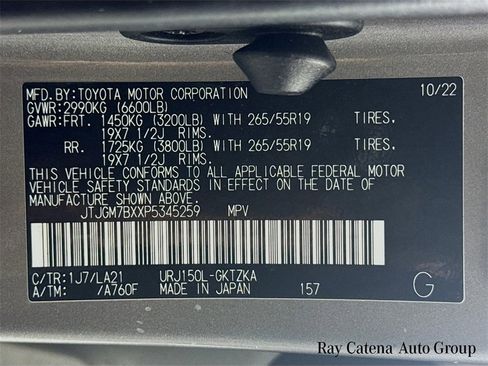 MFD.BY:TOYOTA MOTOR CORPORATION 10/22
GVWR:2990KG (6600LB)
GAWR:FRT. 1450KG (3200LB) WITH 265/55R19 TIRES,
19X7 1/2J RIMS.
RR. 1725KG (3800LB) WITH 265/55R19 TIRES,
19X7 1/2J RIMS.
THIS VEHICLE CONFORMS TO ALL APPLICABLE FEDERAL MOTOR
VEHICLE SAFETY STANDARDS IN EFFECT ON THE DATE OF
MANUFACTURE SHOWN ABOVE.
JTJGM7BXXP5345259 MPV
C/TR:1J7/LA21 URJ150L-GKTZKA
A/TM: /A760F MADE IN JAPAN 157 G
Ray Catena Auto Group